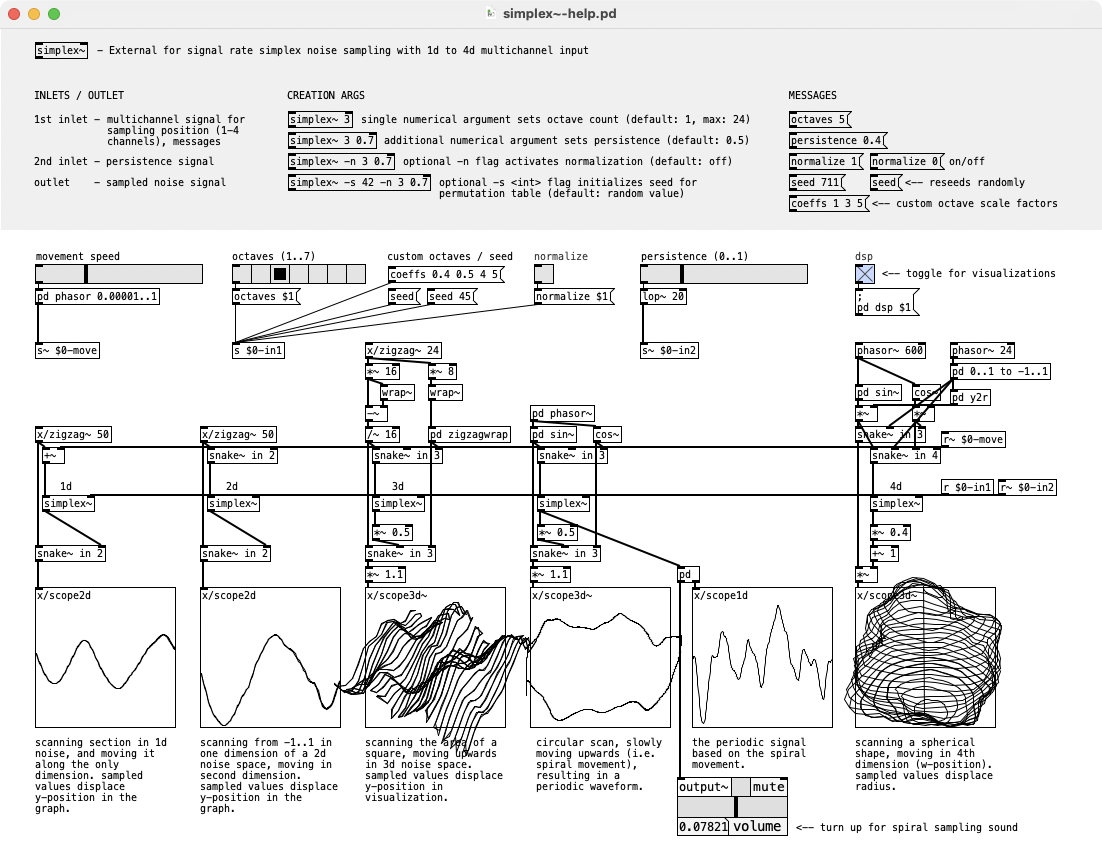 simplex~-help.pd
simplex~ – External for signal rate simplex noise sampling with 1d to 4d multichannel input
INLETS / OUTLET
1st inlet – multichannel signal for
sampling position (1–4
channels), messages
2nd inlet – persistence signal
outlet – sampled noise signal
CREATION ARGS
simplex~ 3 single numerical argument sets octave count (default: 1, max: 24)
simplex~ 3 0.7 additional numerical argument sets persistence (default: 0.5)
simplex~ -n 3 0.7 optional -n flag activates normalization (default: off)
simplex~ -s 42 -n 3 0.7 optional -s <int> flag initializes seed for
permutation table (default: random value)
MESSAGES
octaves 5
persistence 0.4
normalize 1 normalize 0 on/off
seed 711 seed <-- reseeds randomly
coeffs 1 3 5 <-- custom octave scale factors
movement speed
pd phasor 0.00001..1
s~ $0-move
octaves (1..7)
octaves $1
s $0-in1
custom octaves / seed
coeffs 0.4 0.5 4 5
seed seed 45
normalize
normalize $1
persistence (0..1)
lop~ 20
s~ $0-in2
dsp
<-- toggle for visualizations
;
pd dsp $1
x/zigzag~ 50
+~
1d
simplex~
snake~ in 2
x/scope2d
scanning section in 1d
noise, and moving it
along the only
dimension. sampled
values displace
y-position in the
graph.
x/zigzag~ 50
snake~ in 2
2d
simplex~
snake~ in 2
x/scope2d
scanning from -1..1 in
one dimension of a 2d
noise space, moving in
second dimension.
sampled values displace
y-position in the
graph.
x/zigzag~ 24
*~ 16 *~ 8
wrap~ wrap~
-~
/~ 16 pd zigzagwrap
snake~ in 3
3d
simplex~
*~ 0.5
snake~ in 3
*~ 1.1
x/scope3d~
scanning the area of a
square, moving upwards
in 3d noise space.
sampled values displace
y-position in
visualization.
pd phasor~
pd sin~ cos~
snake~ in 3
simplex~
*~ 0.5
snake~ in 3
*~ 1.1
x/scope3d~
circular scan, slowly
moving upwards (i.e.
spiral movement),
resulting in a
periodic waveform.
pd
x/scope1d
the periodic signal
based on the spiral
movement.
output~ mute
0.07821 volume
<-- turn up for spiral sampling sound
phasor~ 600 phasor~ 24
pd 0..1 to -1..1
pd sin~ cos~ pd y2r
*~ *~
snake~ in 3 r~ $0-move
snake~ in 4
4d r $0-in1 r~ $0-in2
simplex~
*~ 0.4
+~ 1
*~
x/scope3d~
scanning a spherical
shape, moving in 4th
dimension (w-position).
sampled values displace
radius.